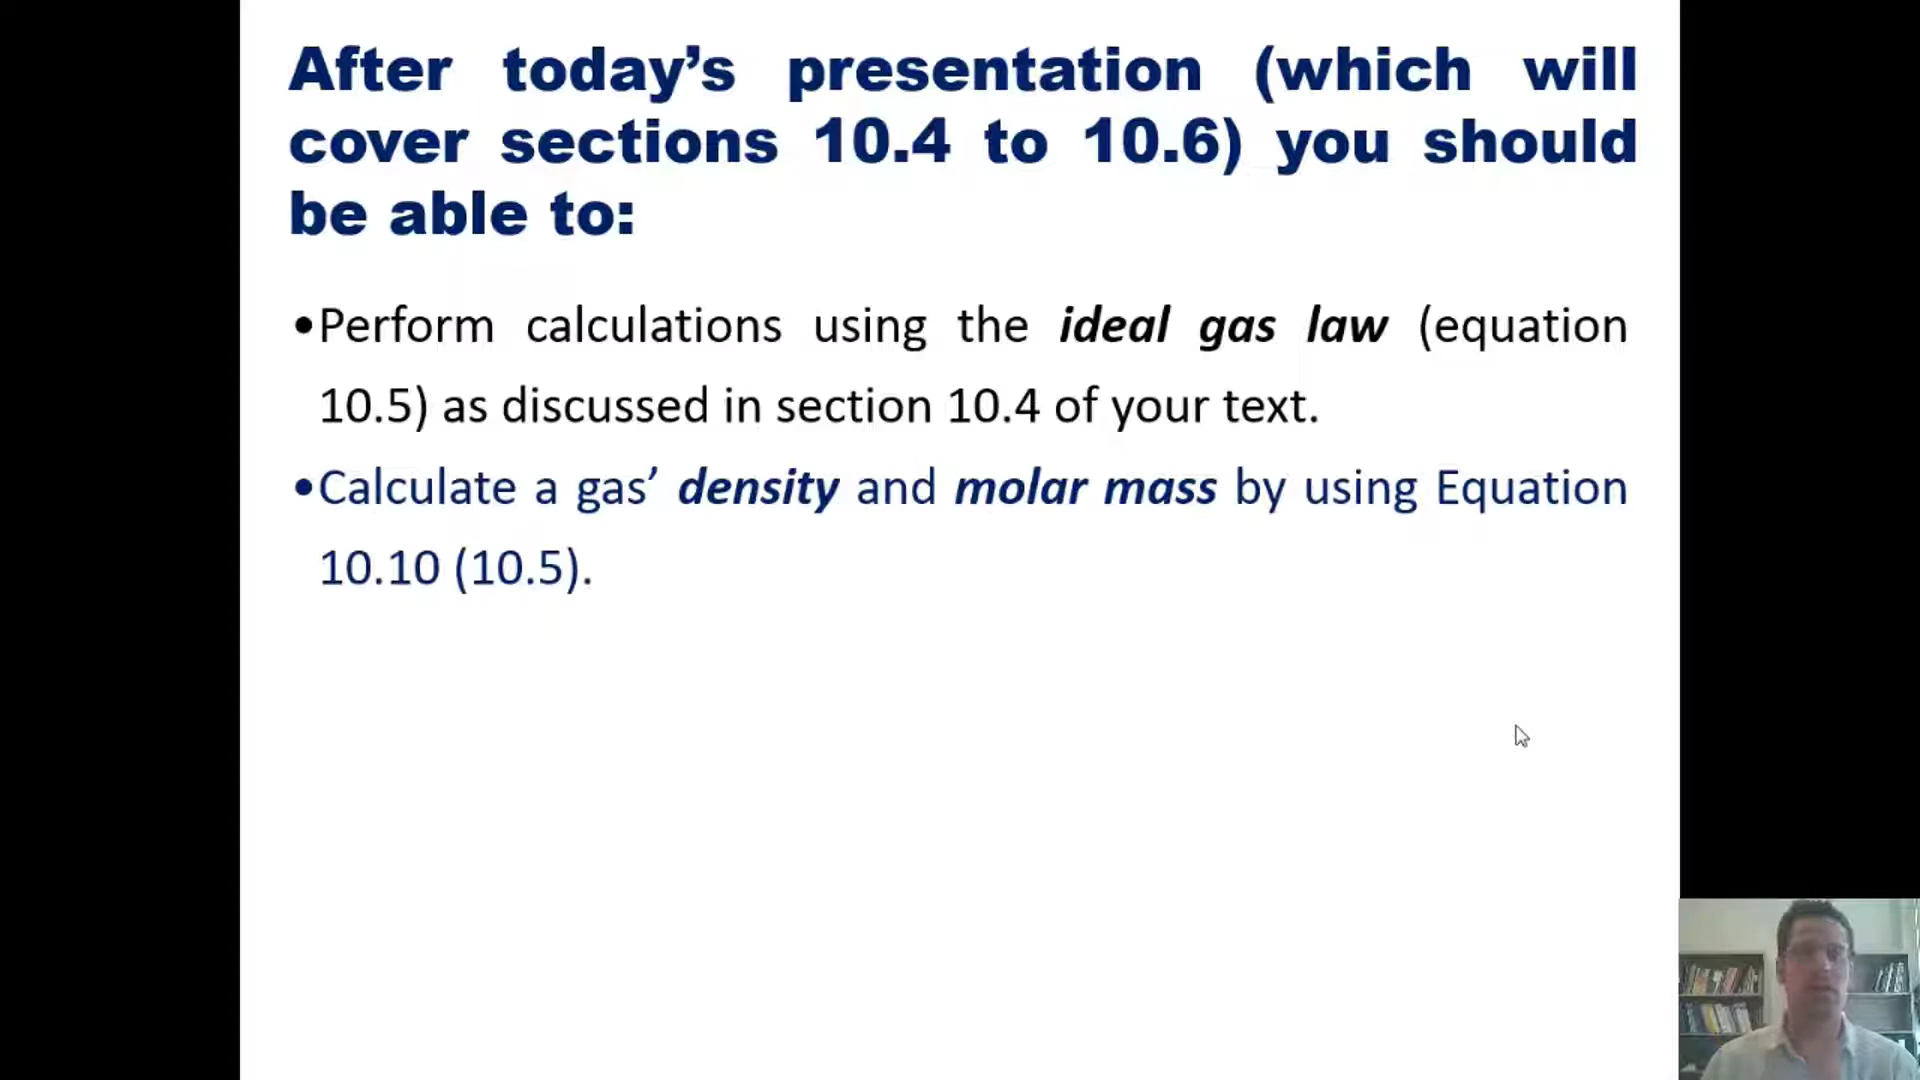 After today’s presentation (which will
cover sections 10.4 to 10.6) you should
be able to:
•Perform calculations using the ideal gas law (equation
10.5) as discussed in section 10.4 of your text.
•Calculate a gas’ density and molar mass by using Equation
10.10 (10.5).